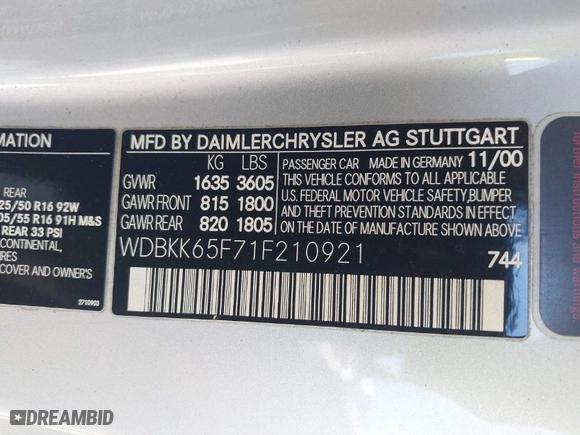 MATION
REAR
25/50 R16 92W
05/55 R16 91H M&S
REAR 33 PSI
CONTINENTAL,
IRES
COVER AND OWNER'S
2710903
MFD BY DAIMLERCHRYSLER AG STUTTGART
KG LBS
GVWR 1635 3605
GAWR FRONT 815 1800
GAWR REAR 820 1805
PASSENGER CAR MADE IN GERMANY 11/00
THIS VEHICLE CONFORMS TO ALL APPLICABLE
U.S. FEDERAL MOTOR VEHICLE SAFETY,BUMPER
AND THEFT PREVENTION STANDARDS IN EFFECT
ON THE DATE OF MANUFACTURE SHOWN ABOVE.
WDBKK65F71F210921
744
DREAMBID